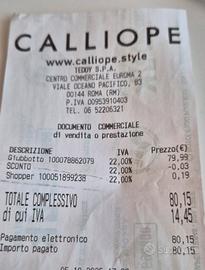 CALLIOPE
www.calliope.style
TEDDY S.P.A.
CENTRO COMMERCIALE EUROMA 2
VIALE OCEANO PACIFICO, 83
00144 ROMA (RM)
P.IVA 00953910403
TEL. 06 52206321
DOCUMENTO COMMERCIALE
di vendita o prestazione
DESCRIZIONE IVA Prezzo(€)
Giubbotto 100078862079 22,00% 79,99
SCONTO 22,00% -0,03
Shopper 100051899238 22,00% 0,19
TOTALE COMPLESSIVO 80,15
di cui IVA 14,45
Pagamento elettronico 80,15
Importo pagato 80,15